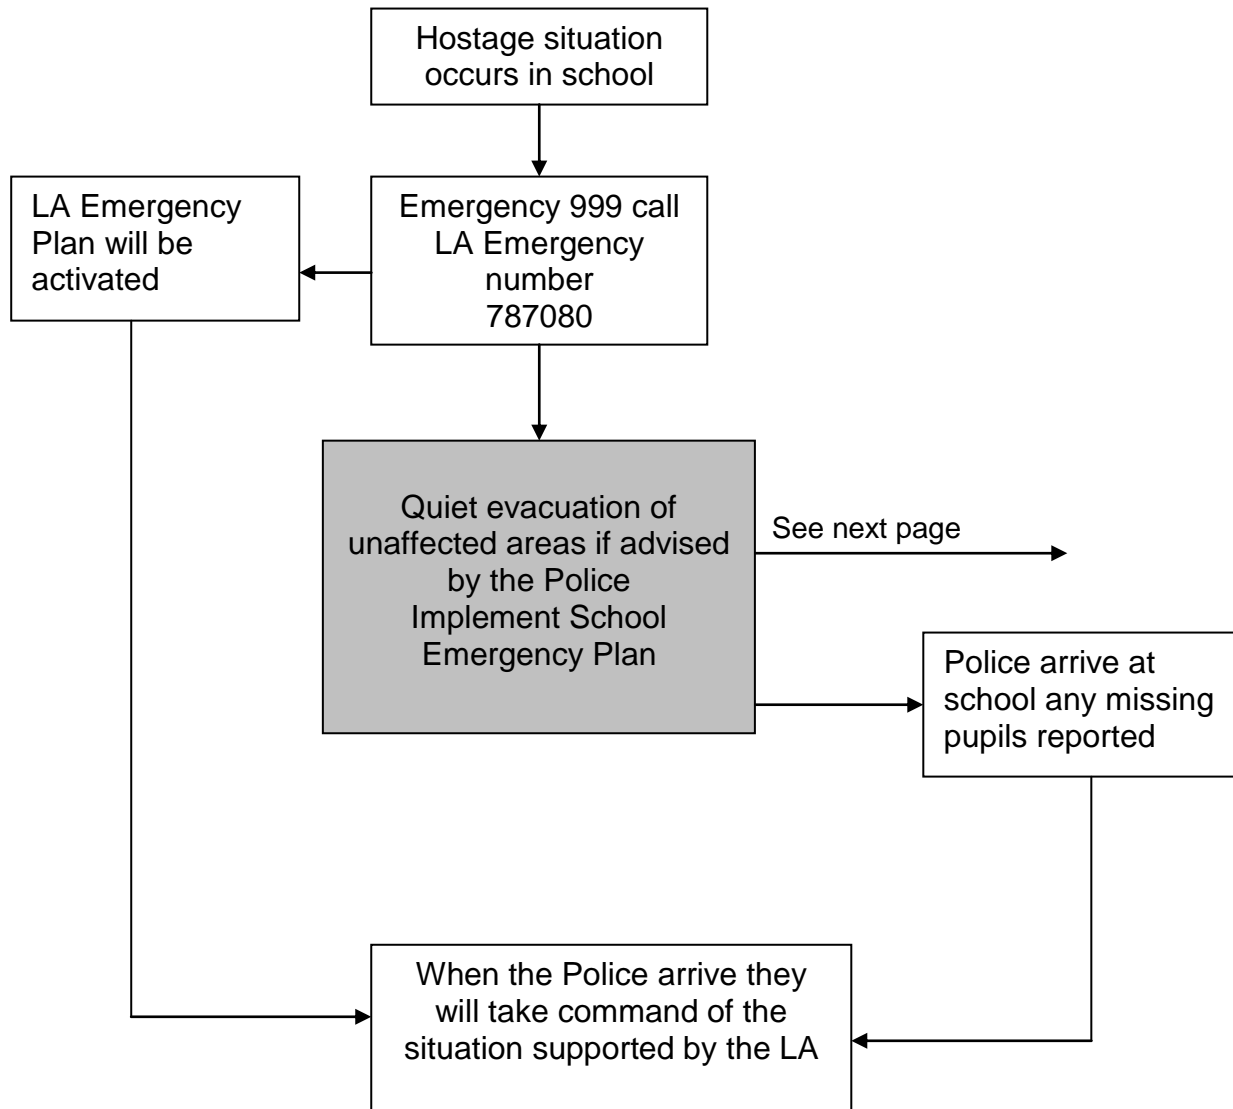 Hostage situation
occurs in school
LA Emergency
Plan will be
activated
Emergency 999 call
LA Emergency
number
787080
Quiet evacuation of
unaffected areas if advised
by the Police
Implement School
Emergency Plan
See next page
Police arrive at
school any missing
pupils reported
When the Police arrive they
will take command of the
situation supported by the LA